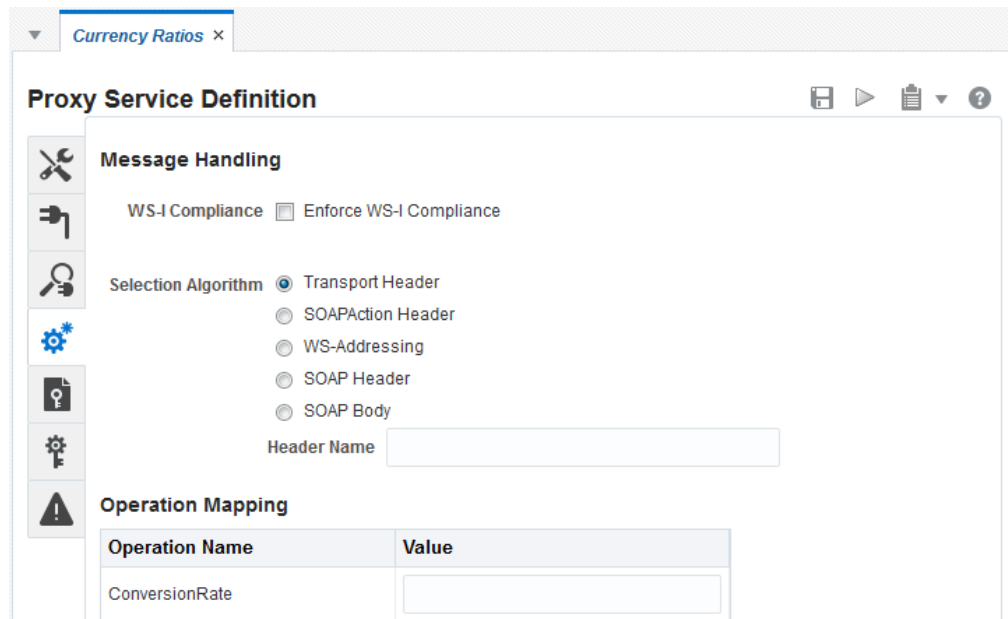 Currency Ratios ×
Proxy Service Definition
Message Handling
WS-I Compliance Enforce WS-I Compliance
Selection Algorithm Transport Header
SOAPAction Header
WS-Addressing
SOAP Header
SOAP Body
Header Name
Operation Mapping
Operation Name Value
ConversionRate